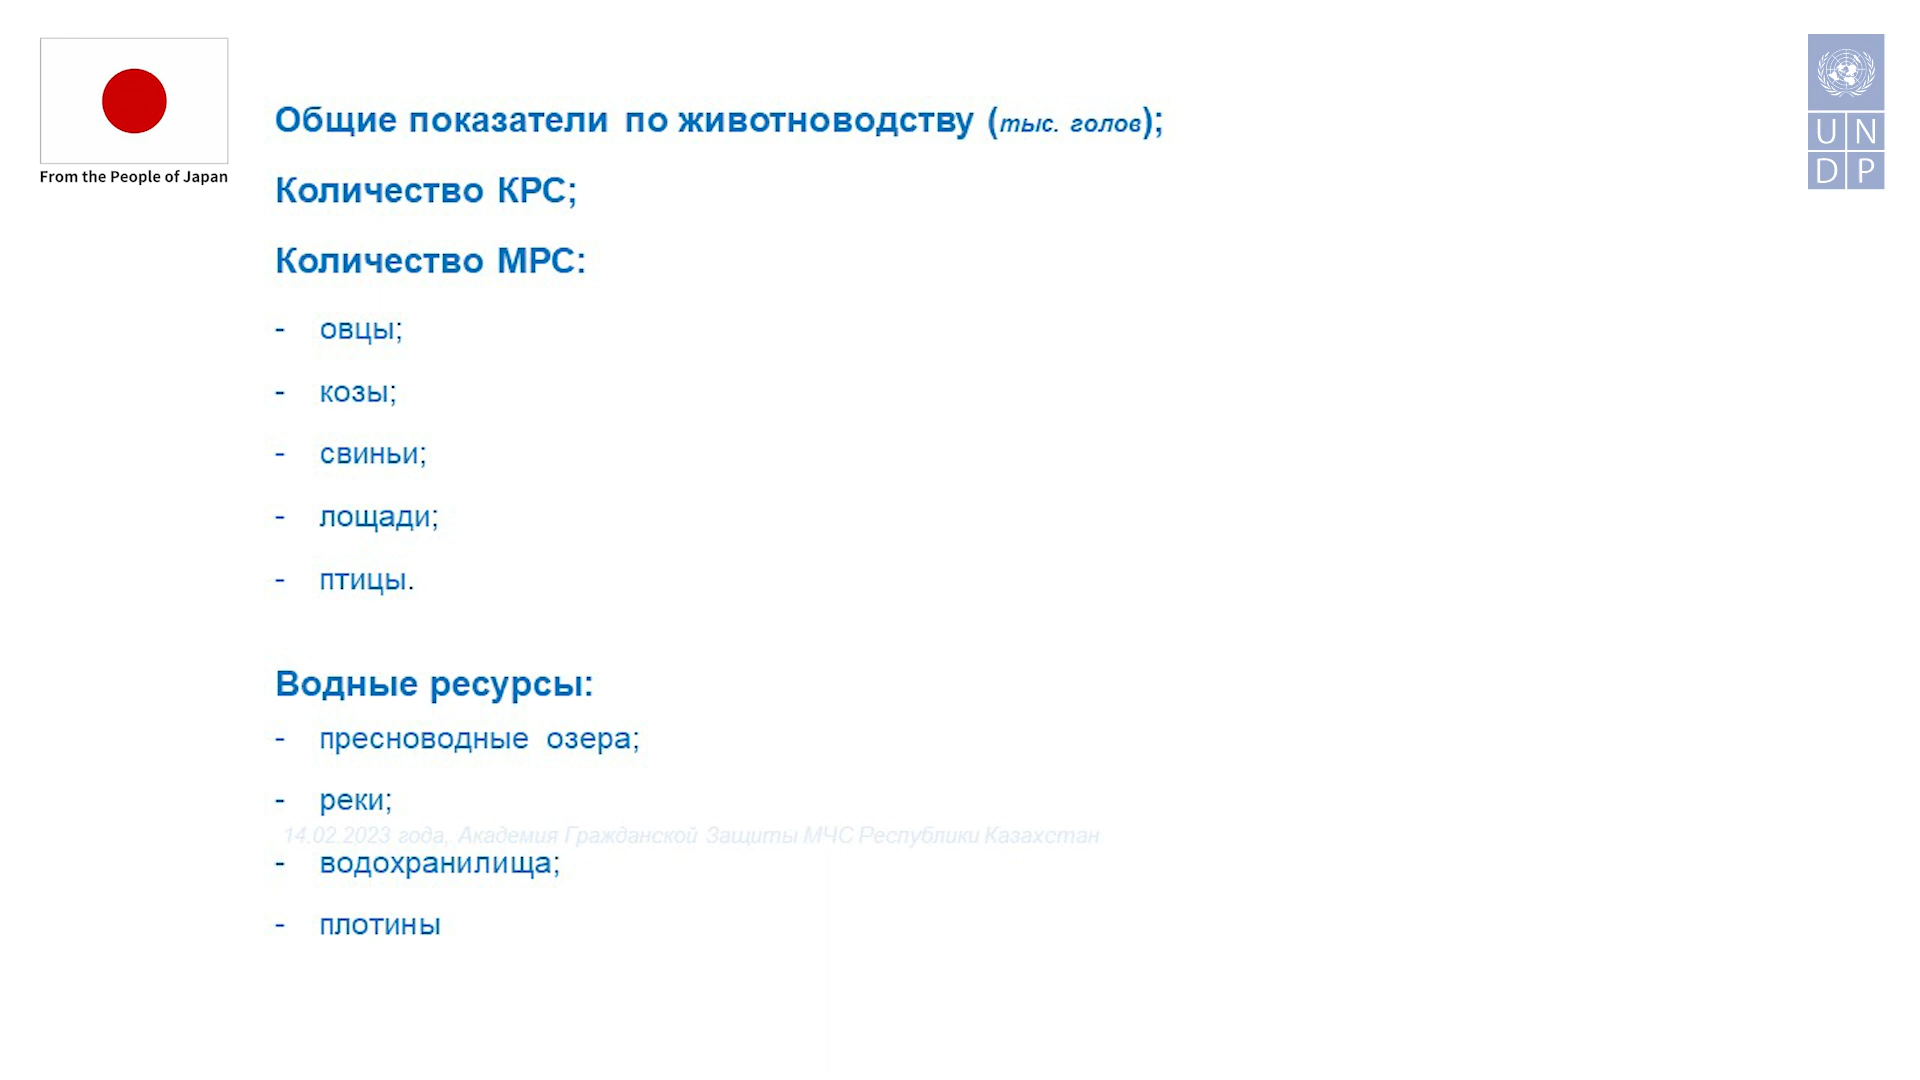 From the People of Japan
U N
D P
Общие показатели по животноводству (тыс. голов);
Количество КРС;
Количество МРС:
- овцы;
- козы;
- свиньи;
- лощади;
- птицы.
Водные ресурсы:
- пресноводные озера;
- реки;
14.02.2023 года, Академия Гражданской Защиты МЧС Республики Казахстан
- водохранилища;
- плотины